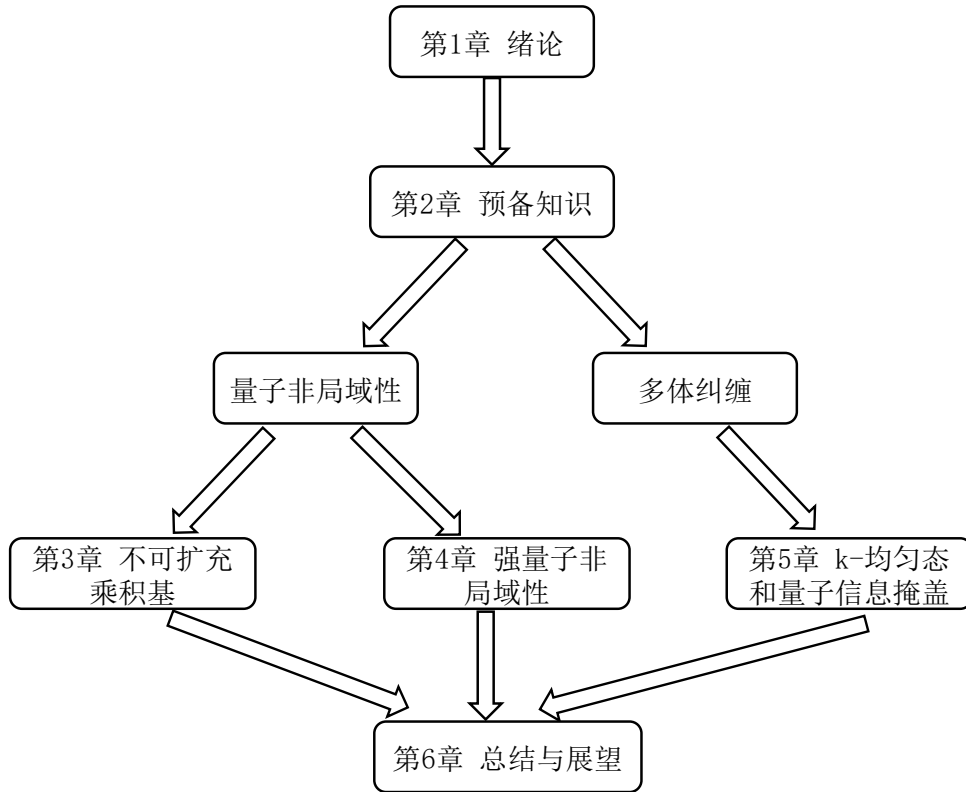 第1章 绪论
第2章 预备知识
量子非局域性
多体纠缠
第3章 不可扩充
乘积基
第4章 强量子非
局域性
第5章 k-均匀态
和量子信息掩盖
第6章 总结与展望